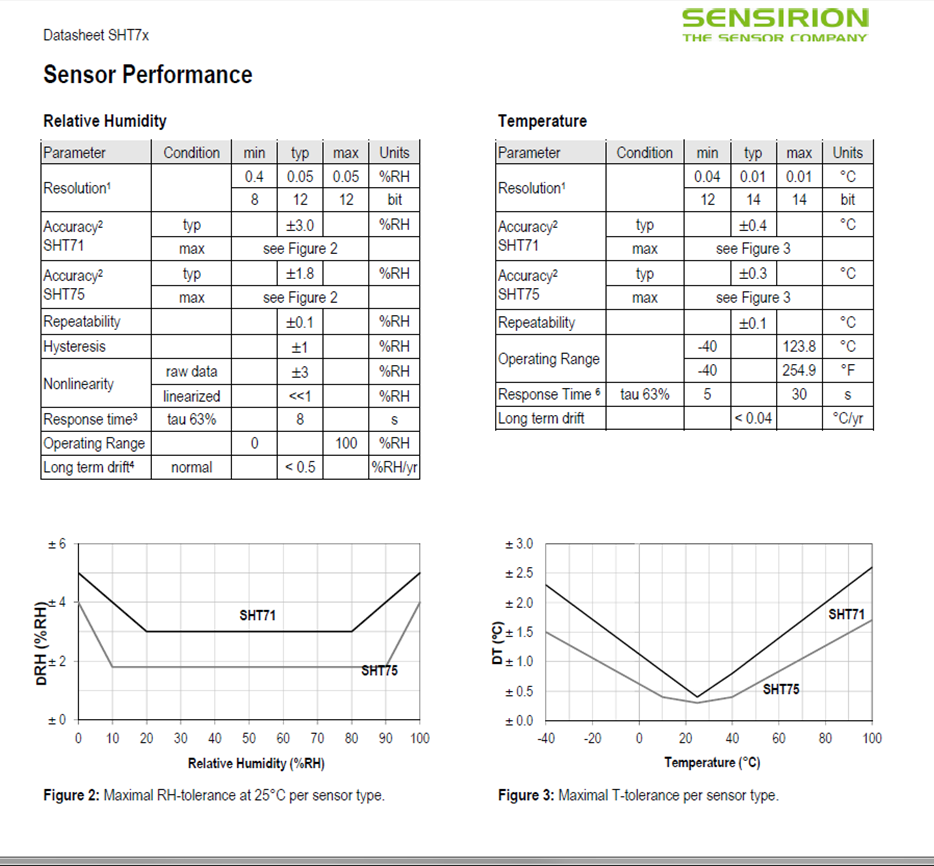 Datasheet SHT7x
SENSIRION
THE SENSOR COMPANY
Sensor Performance
Relative Humidity
Parameter Condition min typ max Units
Resolution1 0.4 0.05 0.05 %RH
8 12 12 bit
Accuracy2 SHT71 typ ±3.0 %RH
max see Figure 2
Accuracy2 SHT75 typ ±1.8 %RH
max see Figure 2
Repeatability ±0.1 %RH
Hysteresis ±1 %RH
Nonlinearity raw data ±3 %RH
linearized <<1 %RH
Response time3 tau 63% 8 s
Operating Range 0 100 %RH
Long term drift4 normal < 0.5 %RH/yr
Temperature
Parameter Condition min typ max Units
Resolution1 0.04 0.01 0.01 °C
12 14 14 bit
Accuracy2 SHT71 typ ±0.4 °C
max see Figure 3
Accuracy2 SHT75 typ ±0.3 °C
max see Figure 3
Repeatability ±0.1 °C
Operating Range -40 123.8 °C
-40 254.9 °F
Response Time 6 tau 63% 5 30 s
Long term drift < 0.04 °C/yr
± 6
± 4
± 2
± 0
DRH (%RH)
SHT71
SHT75
0 10 20 30 40 50 60 70 80 90 100
Relative Humidity (%RH)
Figure 2: Maximal RH-tolerance at 25°C per sensor type.
± 3.0
± 2.5
± 2.0
± 1.5
± 1.0
± 0.5
± 0.0
DT (°C)
SHT71
SHT75
-40 -20 0 20 40 60 80 100
Temperature (°C)
Figure 3: Maximal T-tolerance per sensor type.